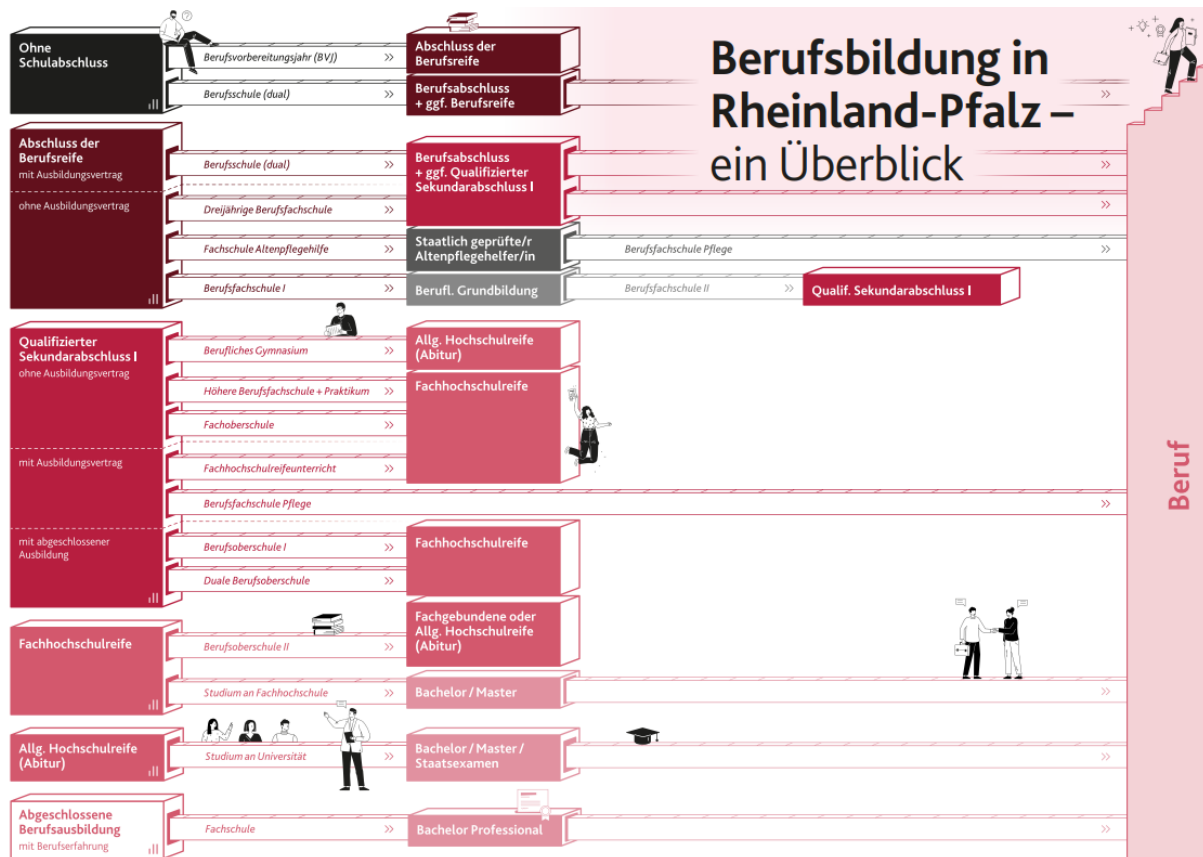 Berufsbildung in
Rheinland-Pfalz –
ein Überblick
Ohne
Schulabschluss
Berufsvorbereitungsjahr (BVJ)
Abschluss der
Berufsreife
Berufsschule (dual)
Berufsabschluss
+ ggf. Berufsreife
Abschluss der
Berufsreife
mit Ausbildungsvertrag
Berufsschule (dual)
Berufsabschluss
+ ggf. Qualifizierter
Sekundarabschluss I
ohne Ausbildungsvertrag
Dreijährige Berufsfachschule
Fachschule Altenpflegehilfe
Staatlich geprüfte/r
Altenpflegehelfer/in
Berufsfachschule Pflege
Berufsfachschule I
Berufl. Grundbildung
Berufsfachschule II
Qualif. Sekundarabschluss I
Qualifizierter
Sekundarabschluss I
ohne Ausbildungsvertrag
Berufliches Gymnasium
Allg. Hochschulreife
(Abitur)
Höhere Berufsfachschule + Praktikum
Fachhochschulreife
Fachoberschule
mit Ausbildungsvertrag
Fachhochschulreifeunterricht
Berufsfachschule Pflege
mit abgeschlossener
Ausbildung
Berufsoberschule I
Fachhochschulreife
Duale Berufsoberschule
Fachgebundene oder
Allg. Hochschulreife
(Abitur)
Fachhochschulreife
Berufsoberschule II
Studium an Fachhochschule
Bachelor / Master
Allg. Hochschulreife
(Abitur)
Studium an Universität
Bachelor / Master /
Staatsexamen
Abgeschlossene
Berufsausbildung
mit Berufserfahrung
Fachschule
Bachelor Professional
Beruf